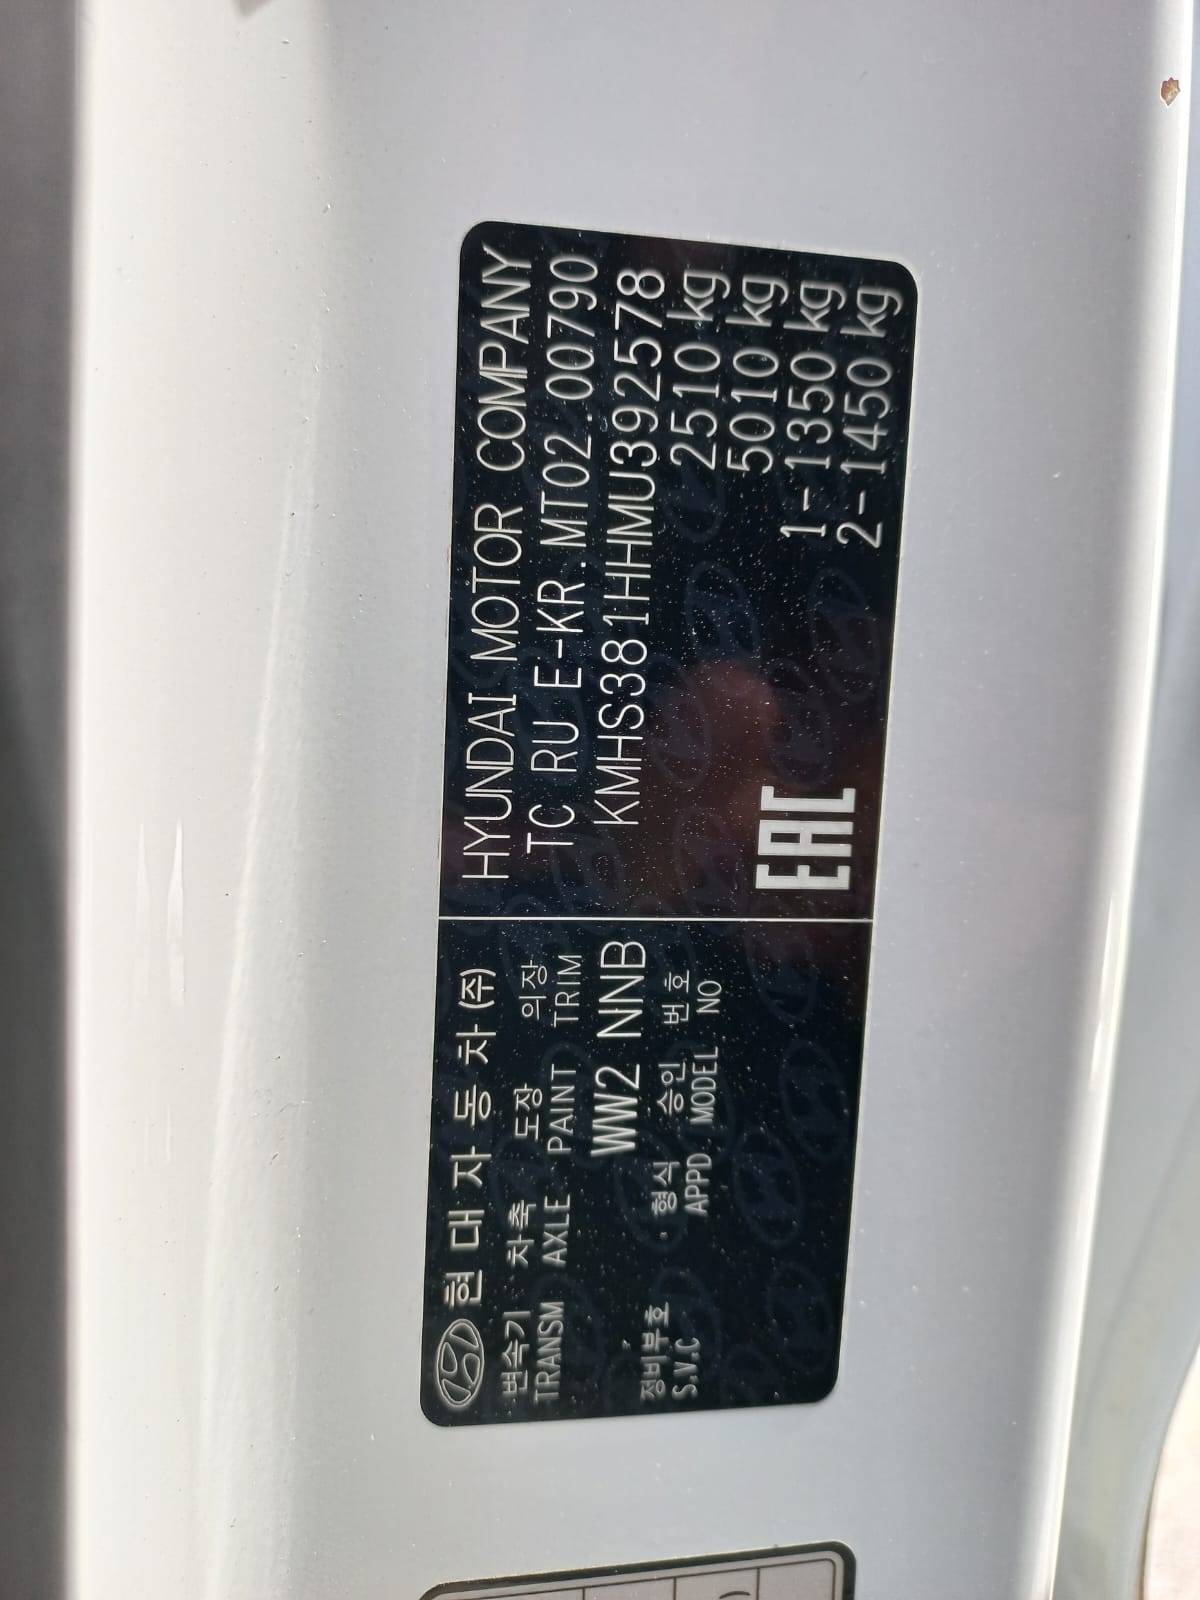 현대자동차(주)
변속기 차축 도장 의장
TRANSM AXLE PAINT TRIM
WW2 NNB
정비부호 형식 승인 번호
S.V.C APPD MODEL NO
HYUNDAI MOTOR COMPANY
TC RU E-KR.MT02.00790
KMHS381HHMU392578
2510 kg
5010 kg
1- 1350 kg
2- 1450 kg
EAC